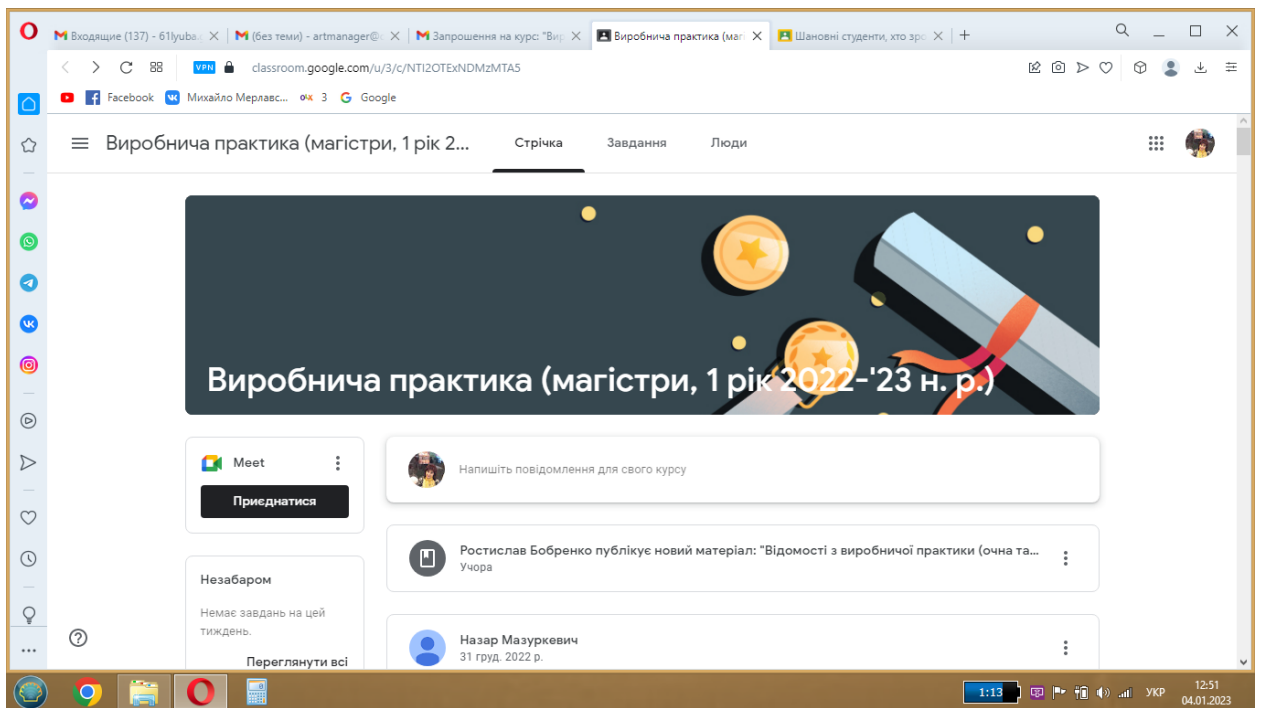 Входящие (137) - 61lyuba
(без теми) - artmanager@
Запрошення на курс: "Вир
Виробнича практика (маг
Шановні студенти, хто зро
VPN
classroom.google.com/u/3/c/NTI2OTExNDMzMTA5
Facebook
Михайло Мерлавс...
З
Google
Виробнича практика (магістри, 1 рік 2...
Стрічка
Завдання
Люди
Виробнича практика (магістри, 1 рік 2022-'23 н. р.)
Meet
Приєднатися
Напишіть повідомлення для свого курсу
Ростислав Бобренко публікує новий матеріал: "Відомості з виробничої практики (очна та...
Учора
Незабаром
Немає завдань на цей
тиждень.
Переглянути всі
Назар Мазуркевич
31 груд. 2022 р.
1:13
УКР
12:51
04.01.2023